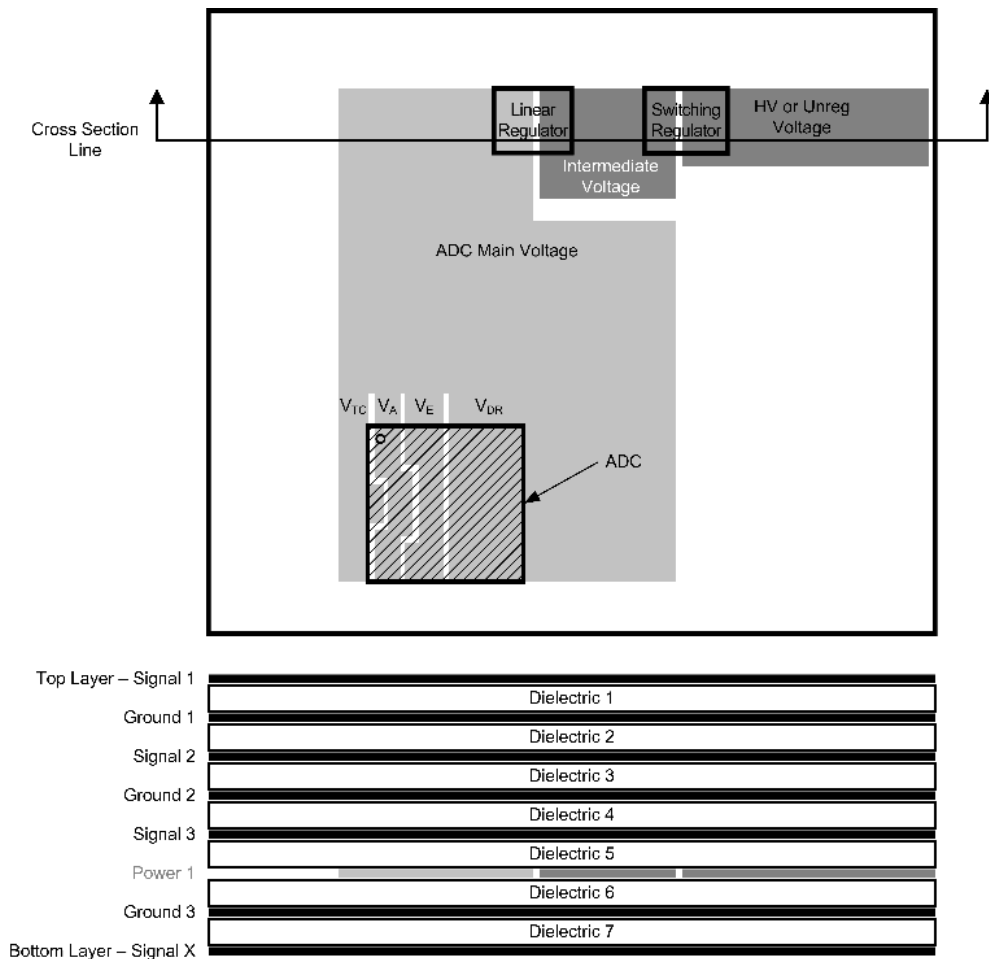 Linear
Regulator
Switching
Regulator
HV or Unreg
Voltage
Cross Section
Line
Intermediate
Voltage
ADC Main Voltage
VTC VA VE VDR
ADC
Top Layer – Signal 1
Dielectric 1
Ground 1
Dielectric 2
Signal 2
Dielectric 3
Ground 2
Dielectric 4
Signal 3
Dielectric 5
Power 1
Dielectric 6
Ground 3
Dielectric 7
Bottom Layer – Signal X